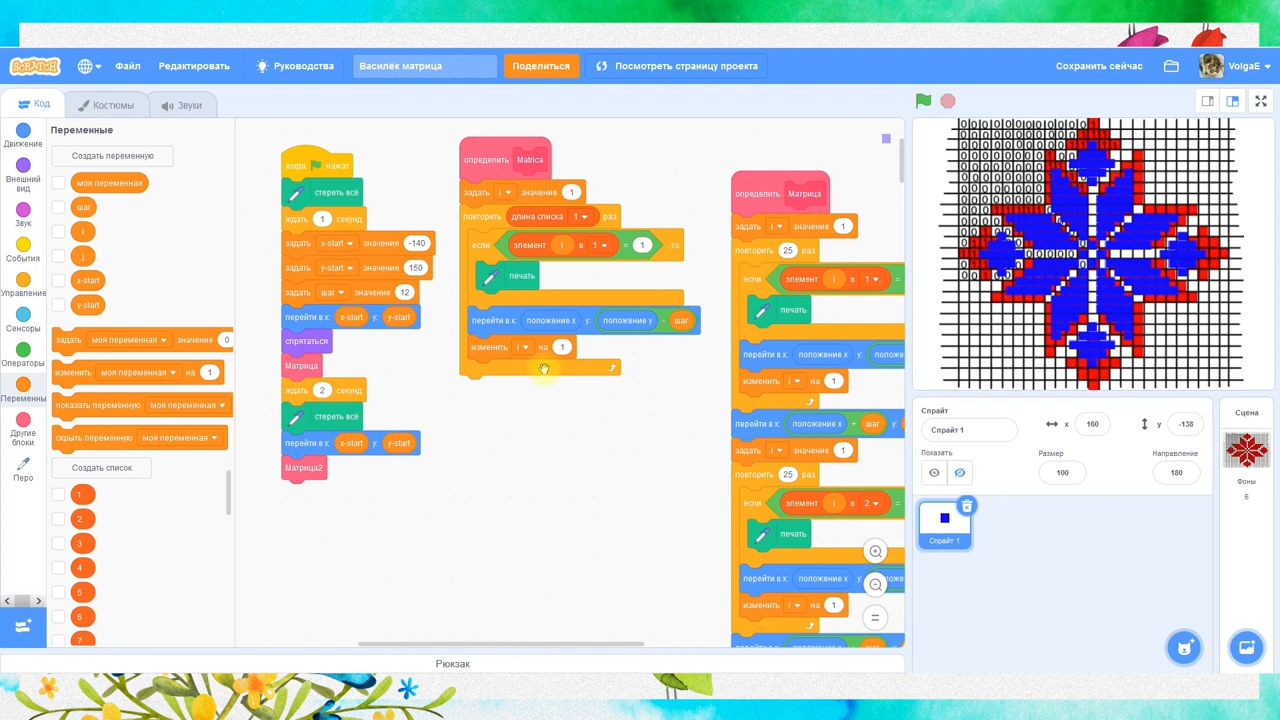 SCRATCH
Файл
Редактировать
Руководства
Василёк матрица
Поделиться
Посмотреть страницу проекта
Сохранить сейчас
VolgaE
Код
Костюмы
Звуки
Движение
Внешний вид
Звук
События
Управление
Сенсоры
Операторы
Переменны
Другие блоки
Перо
Переменные
Создать переменную
моя переменная
шаг
i
j
x-start
y-start
задать моя переменная значение 0
изменить моя переменная на 1
показать переменную моя переменная
скрыть переменную моя переменная
Создать список
1
2
3
4
5
6
7
когда нажат
стереть всё
ждать 1 секунд
задать x-start значение -140
задать y-start значение 150
задать шаг значение 12
перейти в x: x-start y: y-start
спрятаться
Матрица
ждать 2 секунд
стереть всё
перейти в x: x-start y: y-start
Матрица2
определить Matrica
задать i значение 1
повторить длина списка 1 раз
если элемент i в 1 = 1 , то
печать
перейти в x: положение x y: положение y - шаг
изменить i на 1
определить Матрица
задать i значение 1
повторить 25 раз
если элемент i в 1 =
печать
перейти в x: положение x y:
изменить i на 1
перейти в x: положение x + шаг y:
задать i значение 1
повторить 25 раз
если элемент i в 2 =
печать
перейти в x: положение x y:
изменить i на 1
Рюкзак
Спрайт
Спрайт 1
x 160
y -138
Показать
Размер
100
Направление
180
Спрайт 1
Сцена
Фоны
6